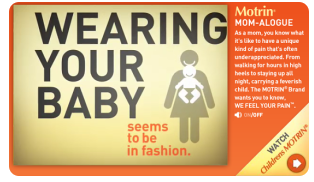 WEARING
YOUR
BABY
seems
to be
in fashion.
Motrin®
MOM-ALOGUE
As a mom, you know what
it's like to have a unique
kind of pain that's often
underappreciated. From
walking for hours in high
heels to staying up all
night, carrying a feverish
child. The MOTRIN® Brand
wants you to know,
WE FEEL YOUR PAIN™.
ON/OFF
WATCH
Childrens MOTRIN®